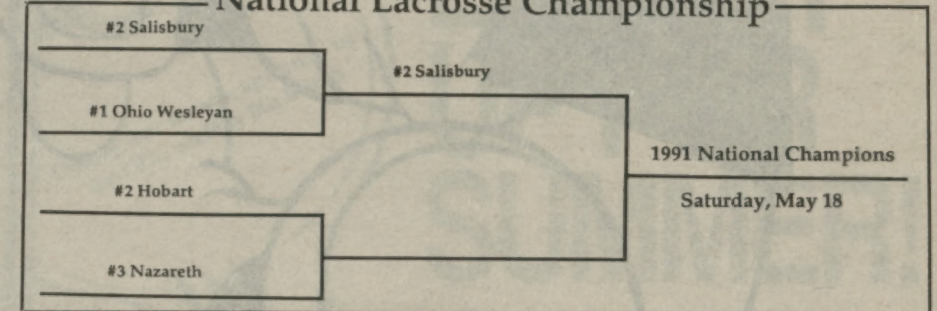 National Lacrosse Championship
#2 Salisbury
#2 Salisbury
#1 Ohio Wesleyan
1991 National Champions
Saturday, May 18
#2 Hobart
#3 Nazareth